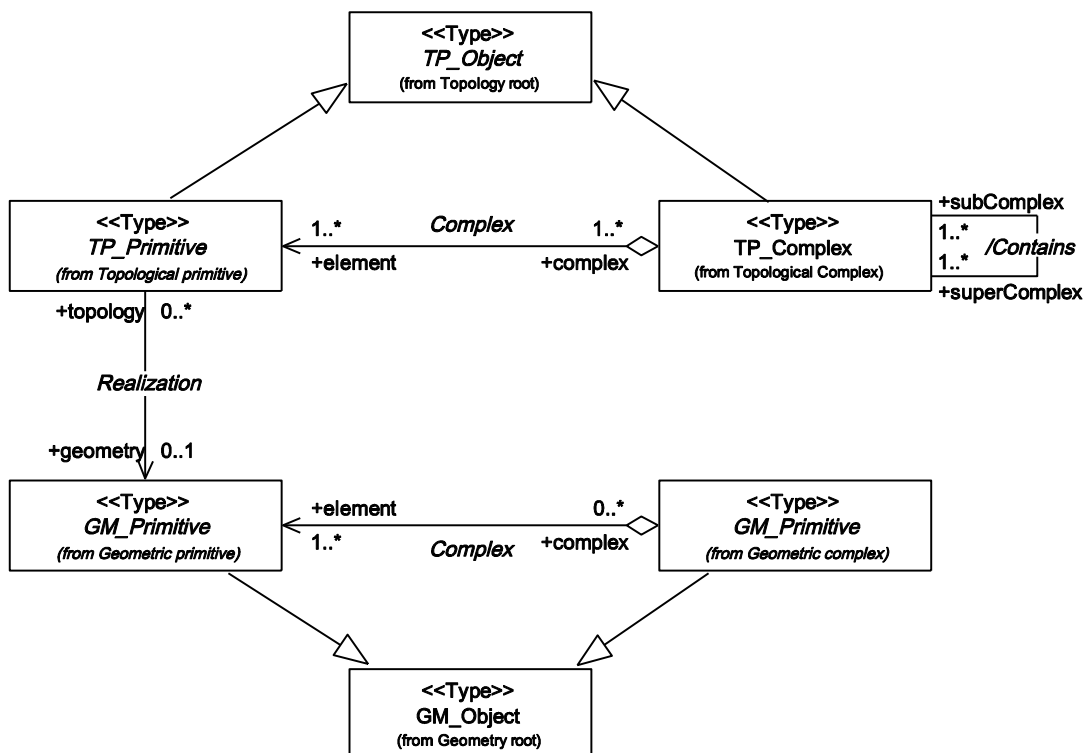 <<Type>>
TP_Object
(from Topology root)
<<Type>>
TP_Primitive
(from Topological primitive)
1..*
+element
Complex
1..*
+complex
<<Type>>
TP_Complex
(from Topological Complex)
+subComplex
1..*
/Contains
1..*
+superComplex
+topology
0..*
Realization
+geometry
0..1
<<Type>>
GM_Primitive
(from Geometric primitive)
+element
1..*
Complex
0..*
+complex
<<Type>>
GM_Primitive
(from Geometric complex)
<<Type>>
GM_Object
(from Geometry root)